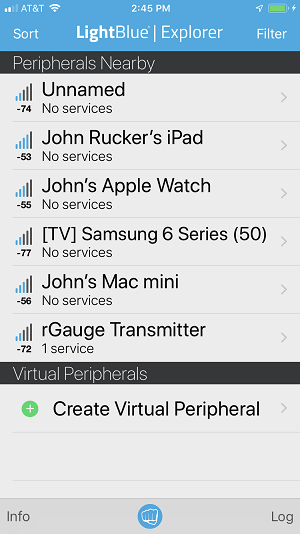 AT&T 2:45 PM
Sort LightBlue® | Explorer Filter
Peripherals Nearby
Unnamed
-74 No services
John Rucker's iPad
-53 No services
John's Apple Watch
-55 No services
[TV] Samsung 6 Series (50)
-77 No services
John's Mac mini
-56 No services
rGauge Transmitter
-72 1 service
Virtual Peripherals
Create Virtual Peripheral
Info Log